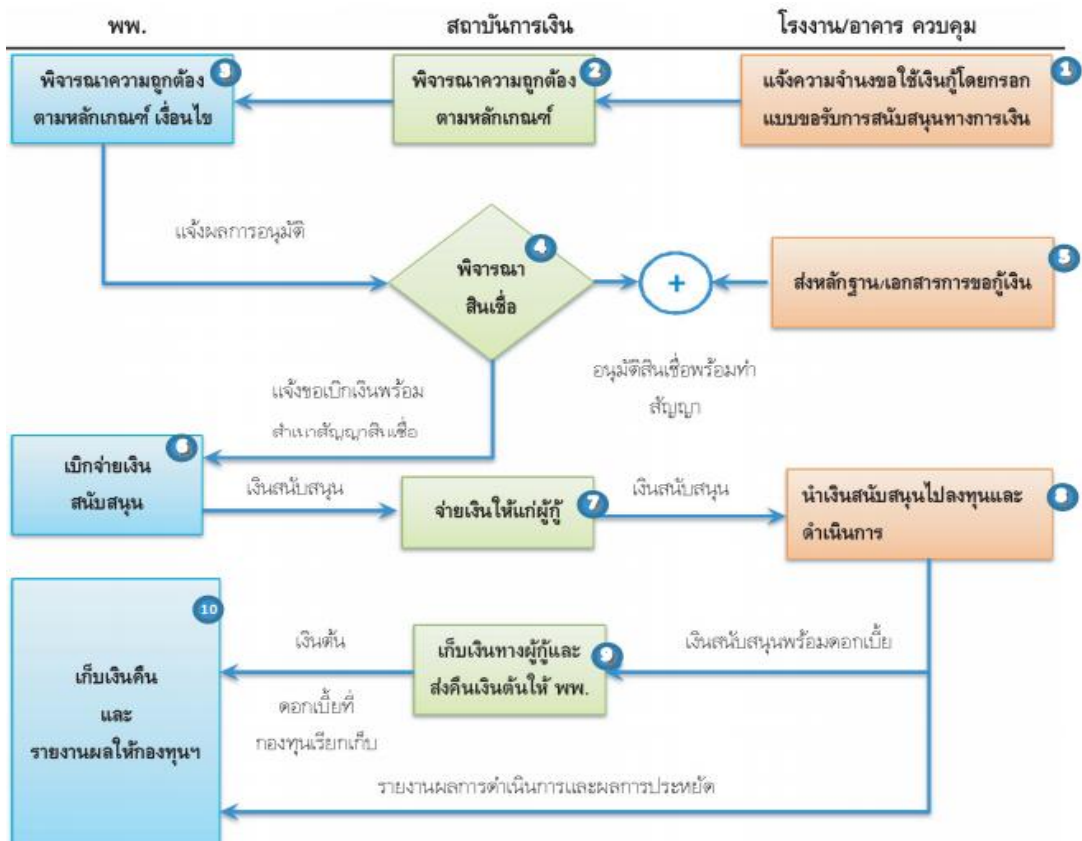 พพ. สถาบันการเงิน โรงงาน/อาคาร ควบคุม
พิจารณาความถูกต้อง 3
ตามหลักเกณฑ์ เงื่อนไข
พิจารณาความถูกต้อง 2
ตามหลักเกณฑ์
แจ้งความจำนงขอใช้เงินกู้โดยกรอก 1
แบบขอรับการสนับสนุนทางการเงิน
แจ้งผลการอนุมัติ
4
พิจารณา
สินเชื่อ
+
5
ส่งหลักฐาน/เอกสารการขอกู้เงิน
อนุมัติสินเชื่อพร้อมทำ
สัญญา
แจ้งขอเบิกเงินพร้อม
สำเนาสัญญาสินเชื่อ
6
เบิกจ่ายเงิน
สนับสนุน
เงินสนับสนุน
จ่ายเงินให้แก่ผู้กู้ 7
เงินสนับสนุน
นำเงินสนับสนุนไปลงทุนและ 8
ดำเนินการ
10
เก็บเงินคืน
และ
รายงานผลให้กองทุนฯ
เงินต้น
ดอกเบี้ยที่
กองทุนเรียกเก็บ
เก็บเงินทางผู้กู้และ 9
ส่งคืนเงินต้นให้ พพ.
เงินสนับสนุนพร้อมดอกเบี้ย
รายงานผลการดำเนินการและผลการประหยัด